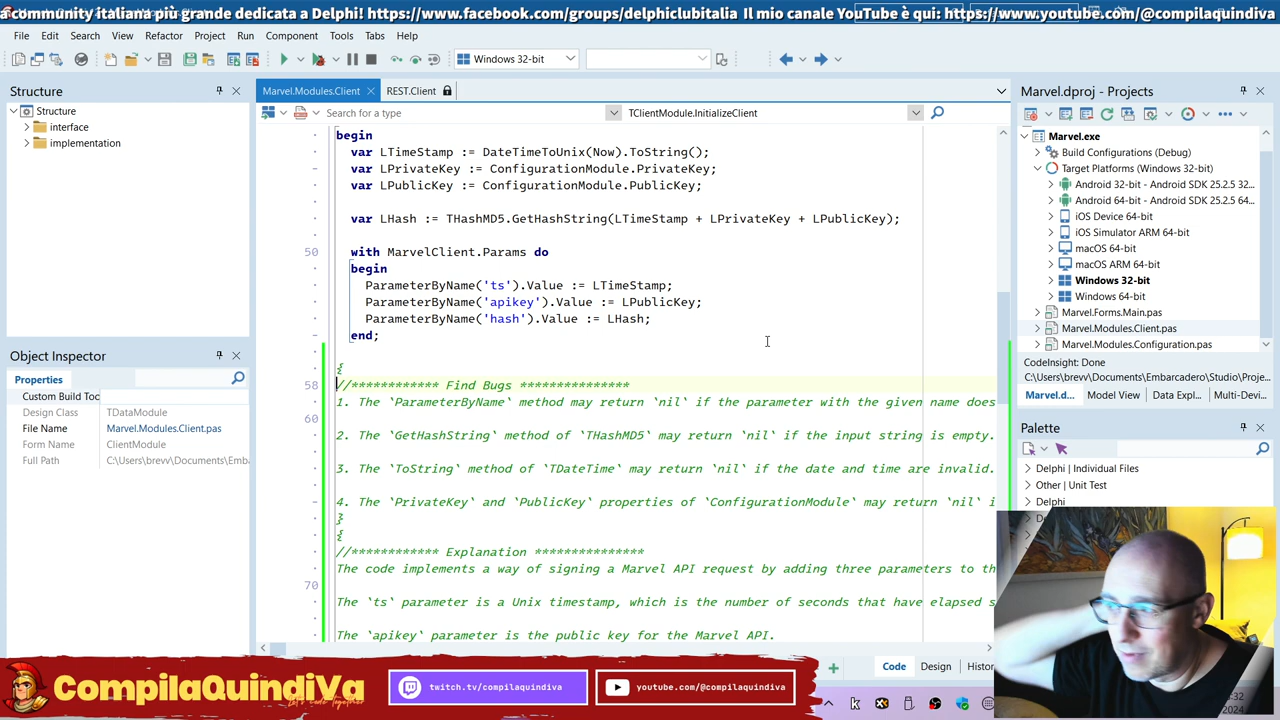 Community italiana più grande dedicata a Delphi! https://www.facebook.com/groups/delphiclubitalia Il mio canale YouTube è qui: https://www.youtube.com/@compilaquindiva
File Edit Search View Refactor Project Run Component Tools Tabs Help
Windows 32-bit
Structure
Structure
interface
implementation
Object Inspector
Properties
Custom Build Toc
Design Class TDataModule
File Name Marvel.Modules.Client.pas
Form Name ClientModule
Full Path C:\Users\brevv\Documents\Emba
Marvel.Modules.Client REST.Client
Search for a type TClientModule.InitializeClient
begin
var LTimeStamp := DateTimeToUnix(Now).ToString();
var LPrivateKey := ConfigurationModule.PrivateKey;
var LPublicKey := ConfigurationModule.PublicKey;
var LHash := THashMD5.GetHashString(LTimeStamp + LPrivateKey + LPublicKey);
50 with MarvelClient.Params do
begin
ParameterByName('ts').Value := LTimeStamp;
ParameterByName('apikey').Value := LPublicKey;
ParameterByName('hash').Value := LHash;
end;
{
58 //************ Find Bugs ***************
1. The `ParameterByName` method may return `nil` if the parameter with the given name does
60
2. The `GetHashString` method of `THashMD5` may return `nil` if the input string is empty.
3. The `ToString` method of `TDateTime` may return `nil` if the date and time are invalid.
4. The `PrivateKey` and `PublicKey` properties of `ConfigurationModule` may return `nil` i
}
{
//************ Explanation ***************
The code implements a way of signing a Marvel API request by adding three parameters to th
70
The `ts` parameter is a Unix timestamp, which is the number of seconds that have elapsed s
The `apikey` parameter is the public key for the Marvel API.
Code Design Histor
Marvel.dproj - Projects
Marvel.exe
Build Configurations (Debug)
Target Platforms (Windows 32-bit)
Android 32-bit - Android SDK 25.2.5 32...
Android 64-bit - Android SDK 25.2.5 64...
iOS Device 64-bit
iOS Simulator ARM 64-bit
macOS 64-bit
macOS ARM 64-bit
Windows 32-bit
Windows 64-bit
Marvel.Forms.Main.pas
Marvel.Modules.Client.pas
Marvel.Modules.Configuration.pas
CodeInsight: Done
C:\Users\brevv\Documents\Embarcadero\Studio\Proje...
Marvel.d... Model View Data Expl... Multi-Devi...
Palette
Delphi | Individual Files
Other | Unit Test
Delphi
CompilaQuindiVa
Let's code Together
twitch.tv/compilaquindiva
youtube.com/@compilaquindiva